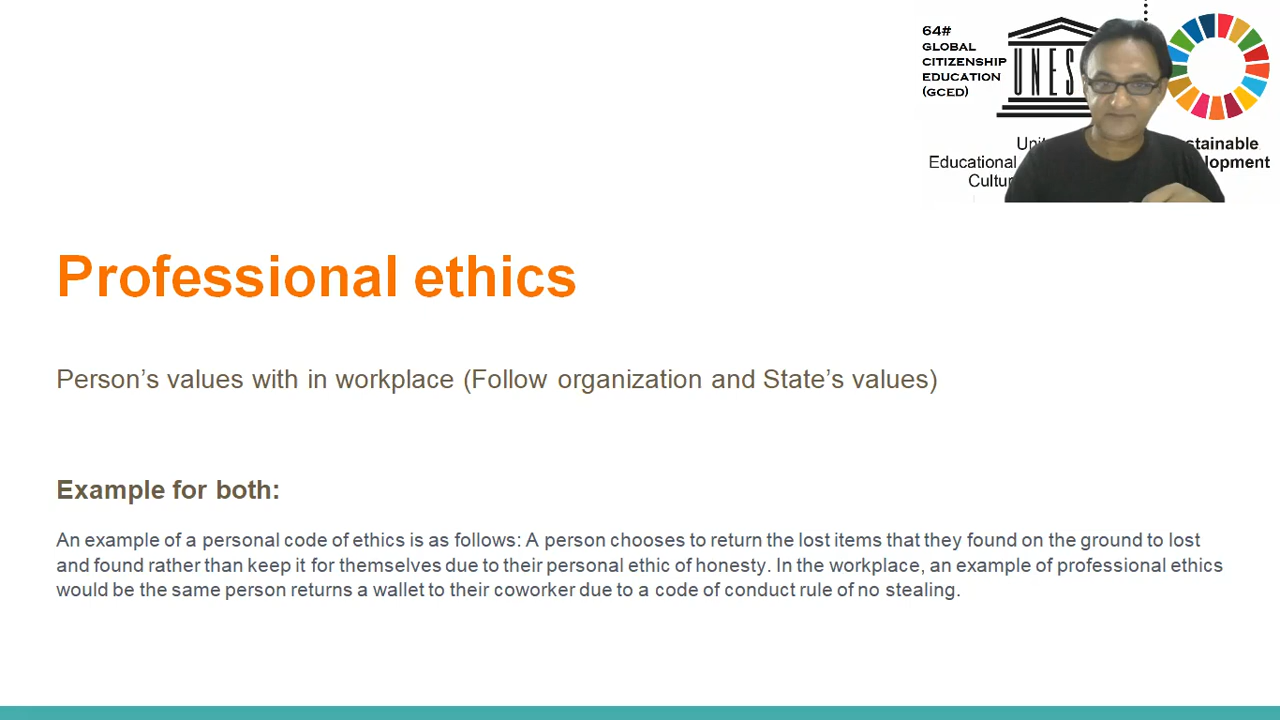 64#
GLOBAL
CITIZENSHIP
EDUCATION
(GCED)
UNES
Educational
Professional ethics
Person’s values with in workplace (Follow organization and State’s values)
Example for both:
An example of a personal code of ethics is as follows: A person chooses to return the lost items that they found on the ground to lost
and found rather than keep it for themselves due to their personal ethic of honesty. In the workplace, an example of professional ethics
would be the same person returns a wallet to their coworker due to a code of conduct rule of no stealing.